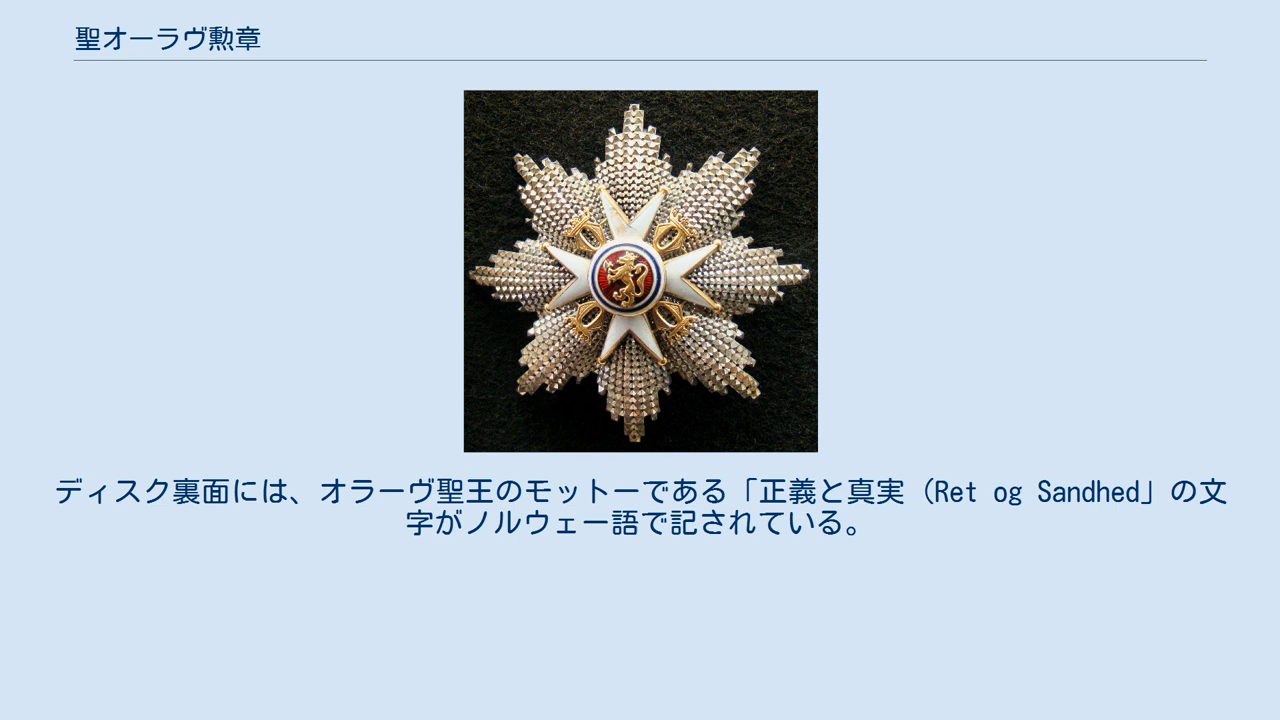 聖オーラヴ勲章
ディスク裏面には、オラーヴ聖王のモットーである「正義と真実（Ret og Sandhed」の文
字がノルウェー語で記されている。